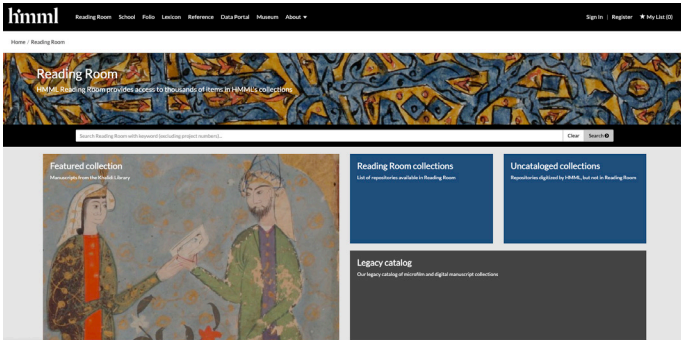 hmml
Reading Room School Folio Lexicon Reference Data Portal Museum About
Sign In | Register ★ My List (0)
Home / Reading Room
Reading Room
HMML Reading Room provides access to thousands of items in HMML's collections
Search Reading Room with keyword (excluding project numbers)...
Clear Search
Featured collection
Manuscripts from the Khalidi Library
Reading Room collections
List of repositories available in Reading Room
Uncataloged collections
Repositories digitized by HMML, but not in Reading Room
Legacy catalog
Our legacy catalog of microfilm and digital manuscript collections